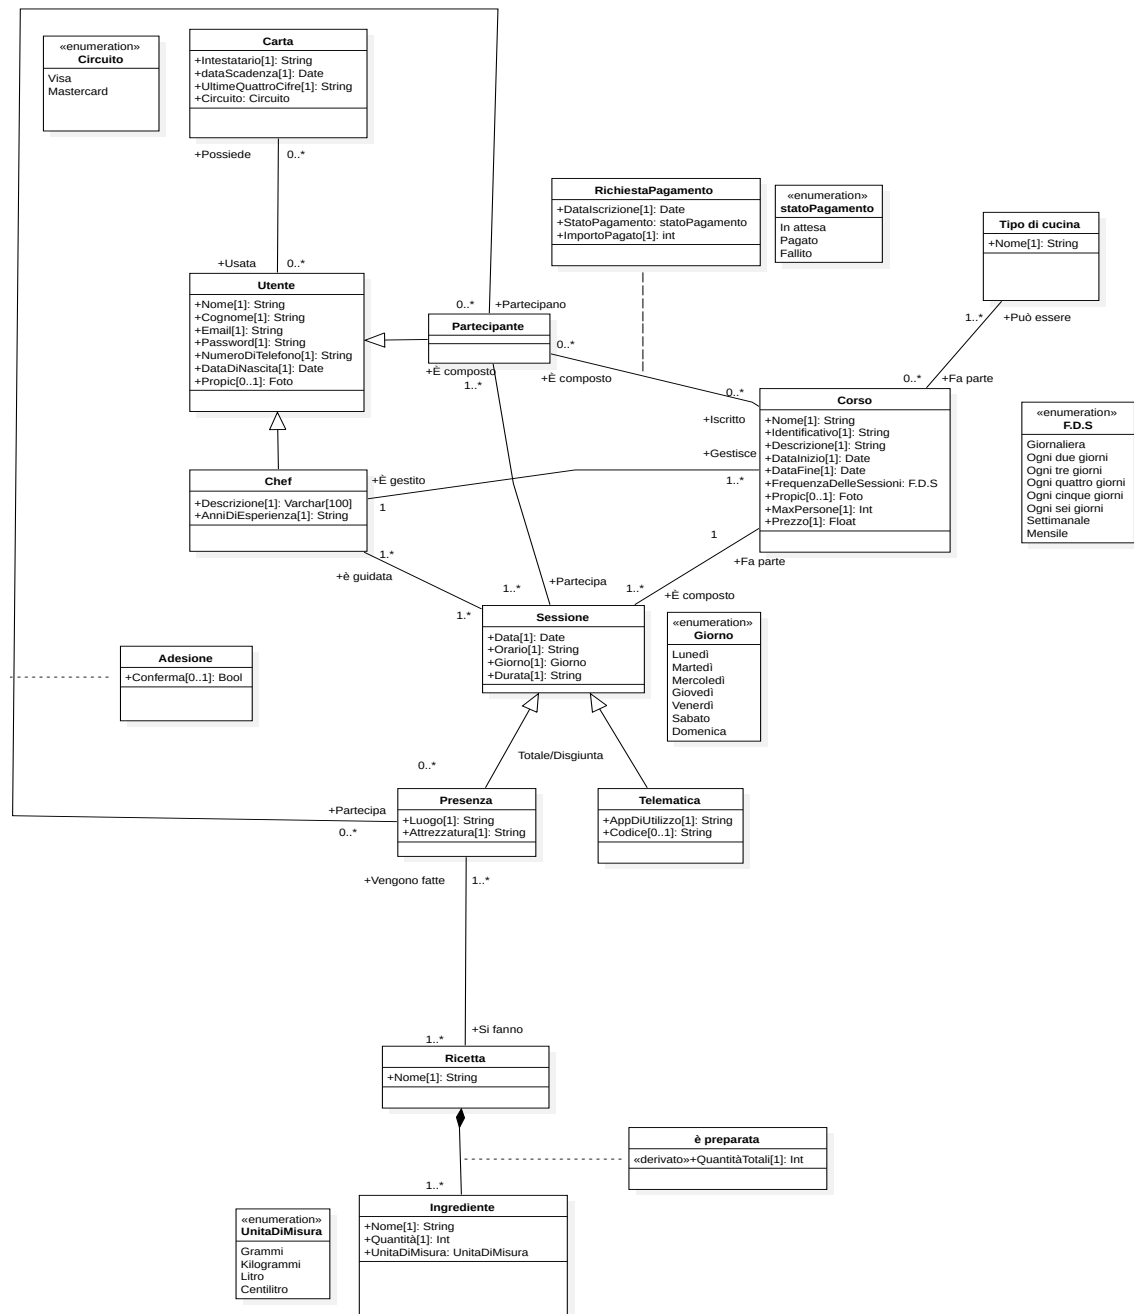 «enumeration»
Circuito
Visa
Mastercard
Carta
+Intestatario[1]: String
+dataScadenza[1]: Date
+UltimeQuattroCifre[1]: String
+Circuito: Circuito
+Possiede
0..*
+Usata
0..*
RichiestaPagamento
+DataIscrizione[1]: Date
+StatoPagamento: statoPagamento
+ImportoPagato[1]: int
«enumeration»
statoPagamento
In attesa
Pagato
Fallito
Tipo di cucina
+Nome[1]: String
1..*
+Può essere
0..*
+Fa parte
Utente
+Nome[1]: String
+Cognome[1]: String
+Email[1]: String
+Password[1]: String
+NumeroDiTelefono[1]: String
+DataDiNascita[1]: Date
+Propic[0..1]: Foto
0..*
+Partecipano
Partecipante
0..*
+È composto
1..*
+È composto
0..*
+Iscritto
Corso
+Nome[1]: String
+Identificativo[1]: String
+Descrizione[1]: String
+DataInizio[1]: Date
+DataFine[1]: Date
+FrequenzaDelleSessioni: F.D.S
+Propic[0..1]: Foto
+MaxPersone[1]: Int
+Prezzo[1]: Float
«enumeration»
F.D.S
Giornaliera
Ogni due giorni
Ogni tre giorni
Ogni quattro giorni
Ogni cinque giorni
Ogni sei giorni
Settimanale
Mensile
+Gestisce
1..*
+È gestito
1
Chef
+Descrizione[1]: Varchar[100]
+AnniDiEsperienza[1]: String
1.*
+è guidata
1.*
1..*
+Partecipa
1
+Fa parte
1..*
+È composto
Sessione
+Data[1]: Date
+Orario[1]: String
+Giorno[1]: Giorno
+Durata[1]: String
«enumeration»
Giorno
Lunedì
Martedì
Mercoledì
Giovedì
Venerdì
Sabato
Domenica
Adesione
+Conferma[0..1]: Bool
Totale/Disgiunta
0..*
+Partecipa
0..*
Presenza
+Luogo[1]: String
+Attrezzatura[1]: String
Telematica
+AppDiUtilizzo[1]: String
+Codice[0..1]: String
+Vengono fatte
1..*
+Si fanno
1..*
Ricetta
+Nome[1]: String
è preparata
«derivato»+QuantitàTotali[1]: Int
1..*
Ingrediente
+Nome[1]: String
+Quantità[1]: Int
+UnitaDiMisura: UnitaDiMisura
«enumeration»
UnitaDiMisura
Grammi
Kilogrammi
Litro
Centilitro